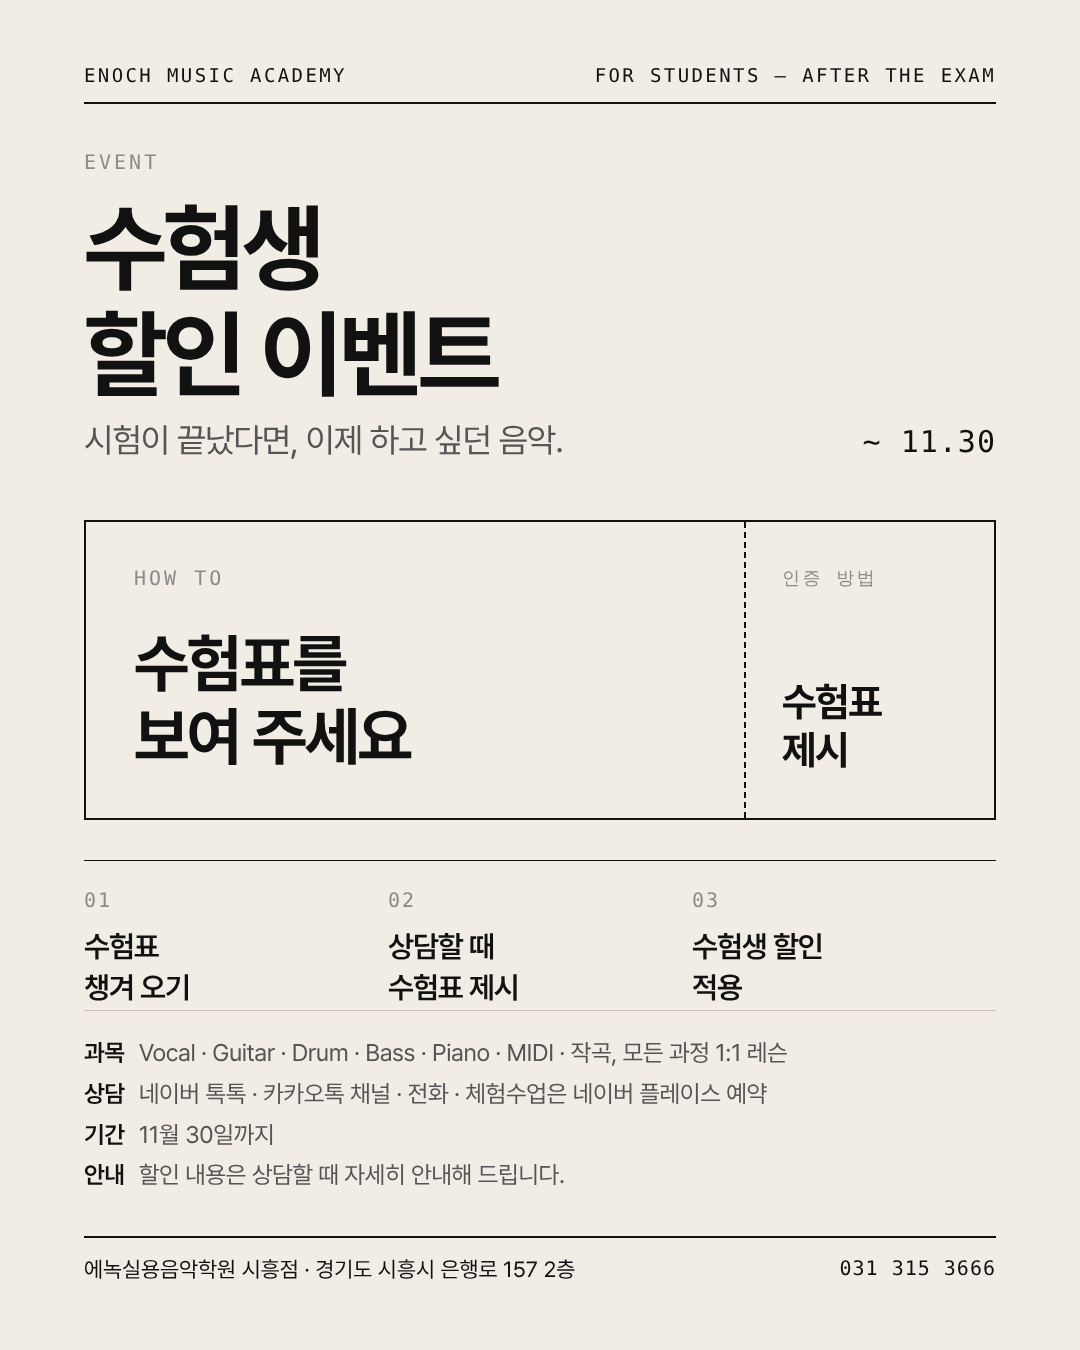 ENOCH MUSIC ACADEMY
FOR STUDENTS — AFTER THE EXAM
EVENT
수험생
할인 이벤트
시험이 끝났다면, 이제 하고 싶던 음악.
~ 11.30
HOW TO
수험표를
보여 주세요
인증 방법
수험표
제시
01
수험표
챙겨 오기
02
상담할 때
수험표 제시
03
수험생 할인
적용
과목 Vocal · Guitar · Drum · Bass · Piano · MIDI · 작곡, 모든 과정 1:1 레슨
상담 네이버 톡톡 · 카카오톡 채널 · 전화 · 체험수업은 네이버 플레이스 예약
기간 11월 30일까지
안내 할인 내용은 상담할 때 자세히 안내해 드립니다.
에녹실용음악학원 시흥점 · 경기도 시흥시 은행로 157 2층
031 315 3666